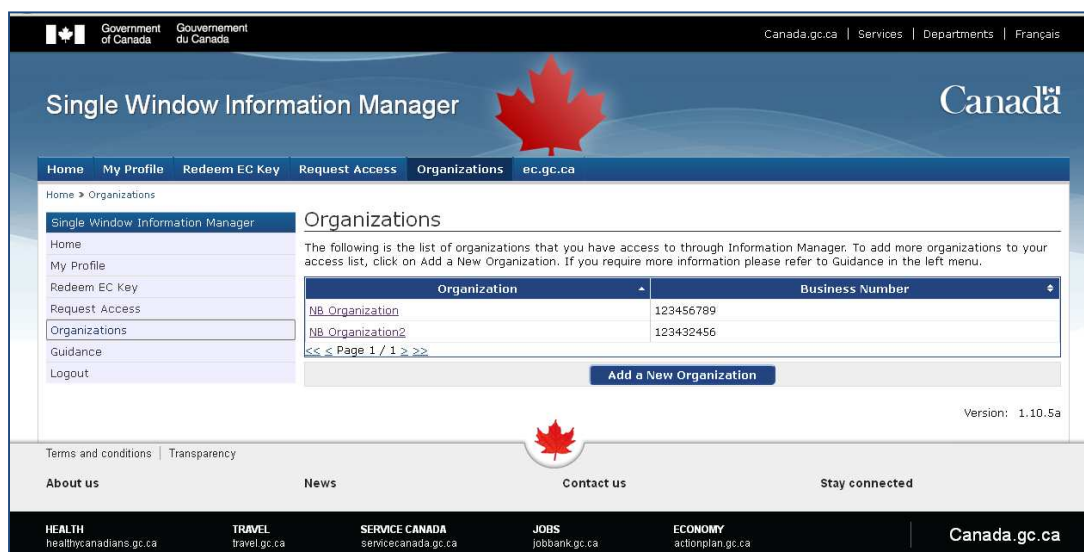 Government of Canada Gouvernement du Canada
Canada.gc.ca | Services | Departments | Français
Single Window Information Manager
Canada
Home My Profile Redeem EC Key Request Access Organizations ec.gc.ca
Home > Organizations
Single Window Information Manager
Home
My Profile
Redeem EC Key
Request Access
Organizations
Guidance
Logout
Organizations
The following is the list of organizations that you have access to through Information Manager. To add more organizations to your
access list, click on Add a New Organization. If you require more information please refer to Guidance in the left menu.
Organization Business Number
NB Organization 123456789
NB Organization2 123432456
<< < Page 1 / 1 > >>
Add a New Organization
Version: 1.10.5a
Terms and conditions | Transparency
About us News Contact us Stay connected
HEALTH TRAVEL SERVICE CANADA JOBS ECONOMY
healthycanadians.gc.ca travel.gc.ca servicecanada.gc.ca jobbank.gc.ca actionplan.gc.ca
Canada.gc.ca